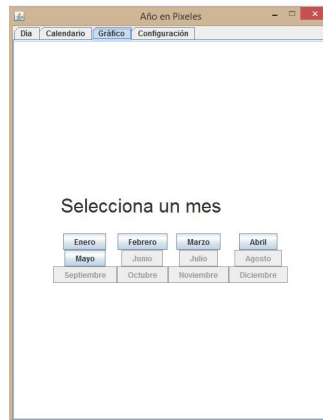 Año en Pixeles
Dia Calendario Gráfico Configuración
Selecciona un mes
Enero Febrero Marzo Abril
Mayo Junio Julio Agosto
Septiembre Octubre Noviembre Diciembre